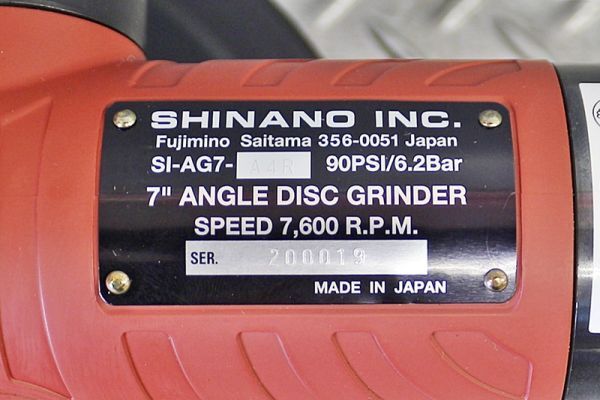 SHINANO INC.
Fujimino Saitama 356-0051 Japan
SI-AG7- A4R 90PSI/6.2Bar
7" ANGLE DISC GRINDER
SPEED 7,600 R.P.M.
SER. 200019
MADE IN JAPAN